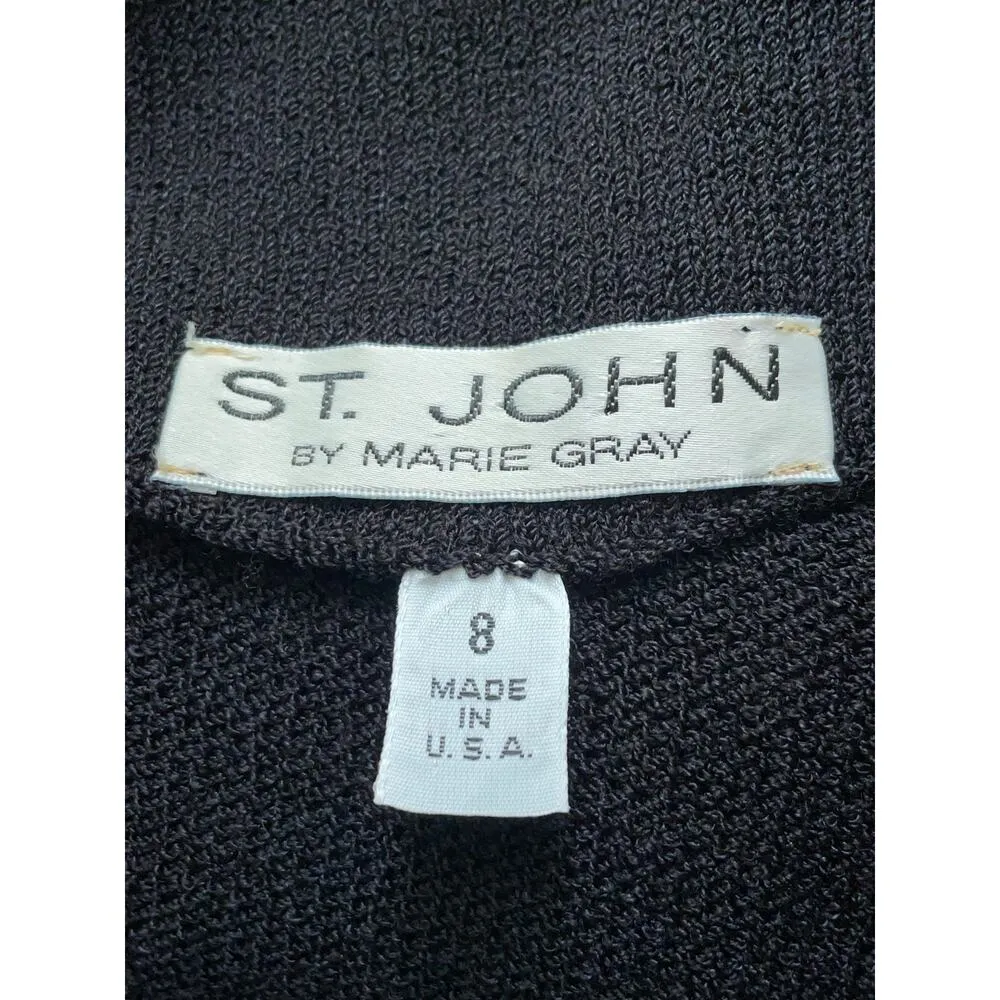 ST. JOHN
BY MARIE GRAY
8
MADE
IN
U.S.A.